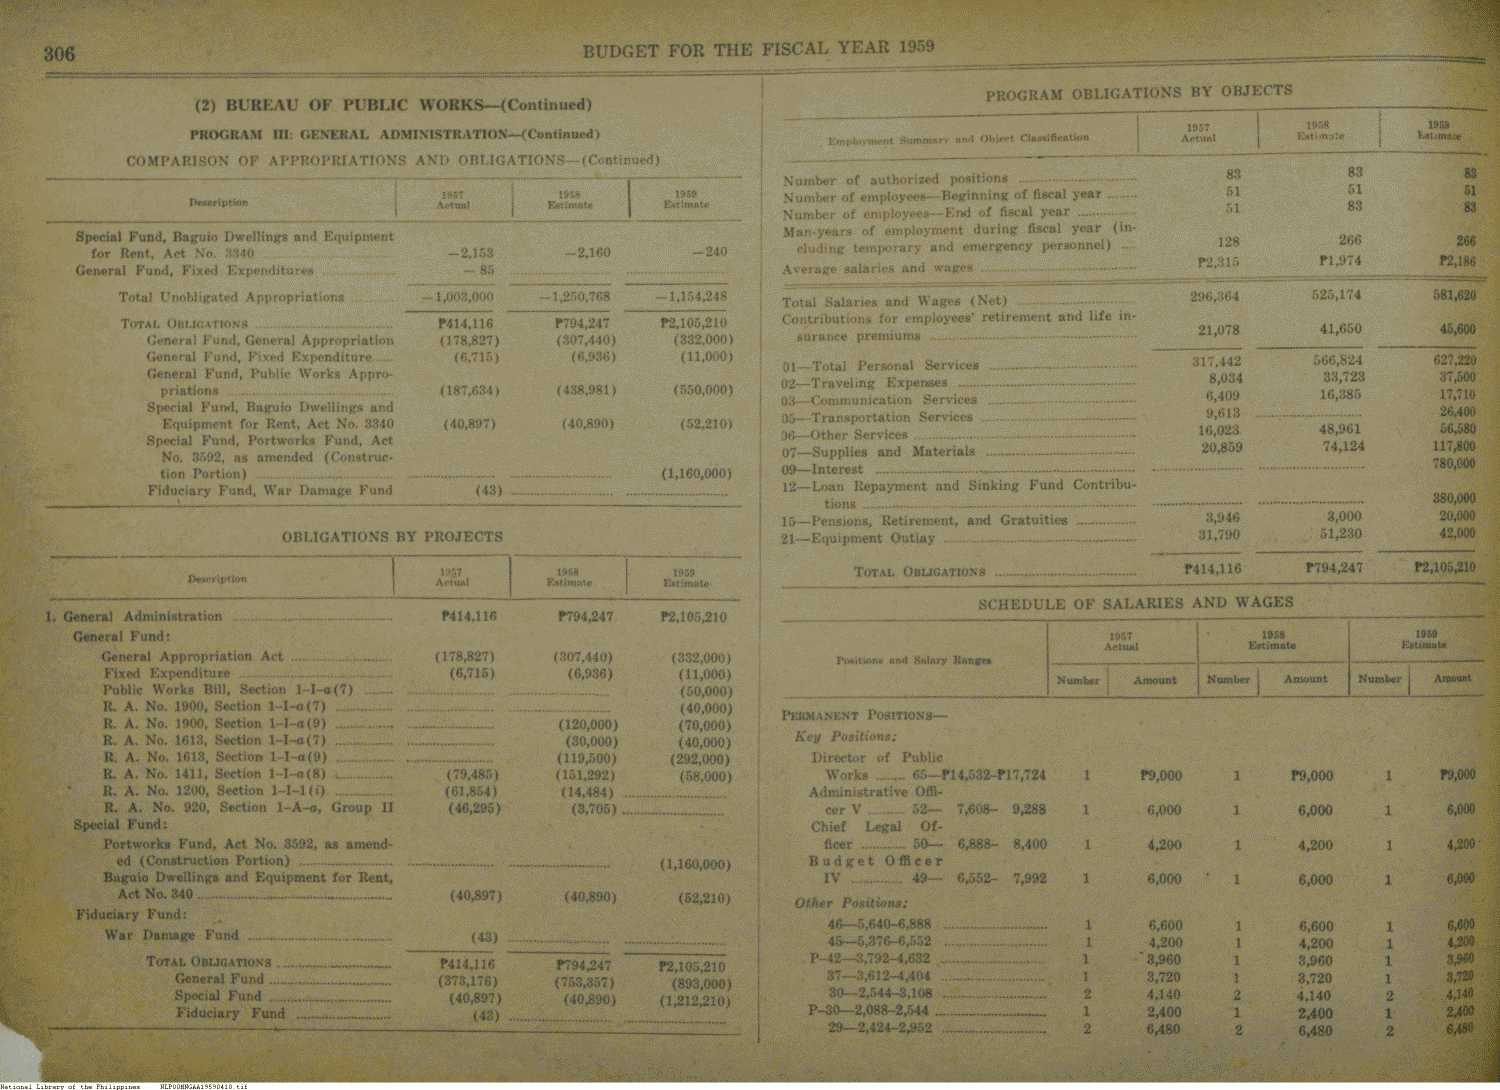 306
BUDGET FOR THE FISCAL YEAR 1959
(2) BUREAU OF PUBLIC WORKS—(Continued)
PROGRAM III: GENERAL ADMINISTRATION—(Continued)
COMPARISON OF APPROPRIATIONS AND OBLIGATIONS—(Continued)
Description 1957 Actual 1958 Estimate 1959 Estimate
Special Fund, Baguio Dwellings and Equipment
for Rent, Act No. 3340 —2,153 —2,160 —240
General Fund, Fixed Expenditures — 85
Total Unobligated Appropriations —1,003,000 —1,250,768 —1,154,248
TOTAL OBLIGATIONS ₱414,116 ₱794,247 ₱2,105,210
General Fund, General Appropriation (178,827) (307,440) (332,000)
General Fund, Fixed Expenditure (6,715) (6,936) (11,000)
General Fund, Public Works Appro-
priations (187,634) (438,981) (550,000)
Special Fund, Baguio Dwellings and
Equipment for Rent, Act No. 3340 (40,897) (40,890) (52,210)
Special Fund, Portworks Fund, Act
No. 3592, as amended (Construc-
tion Portion) (1,160,000)
Fiduciary Fund, War Damage Fund (43)
OBLIGATIONS BY PROJECTS
Description 1957 Actual 1958 Estimate 1959 Estimate
1. General Administration ₱414,116 ₱794,247 ₱2,105,210
General Fund:
General Appropriation Act (178,827) (307,440) (332,000)
Fixed Expenditure (6,715) (6,936) (11,000)
Public Works Bill, Section 1–I–a(7) (50,000)
R. A. No. 1900, Section 1–I–a(7) (40,000)
R. A. No. 1900, Section 1–I–a(9) (120,000) (70,000)
R. A. No. 1613, Section 1–I–a(7) (30,000) (40,000)
R. A. No. 1613, Section 1–I–a(9) (119,500) (292,000)
R. A. No. 1411, Section 1–I–a(8) (79,485) (151,292) (58,000)
R. A. No. 1200, Section 1–I–1(i) (61,854) (14,484)
R. A. No. 920, Section 1–A–a, Group II (46,295) (3,705)
Special Fund:
Portworks Fund, Act No. 3592, as amend-
ed (Construction Portion) (1,160,000)
Baguio Dwellings and Equipment for Rent,
Act No. 340 (40,897) (40,890) (52,210)
Fiduciary Fund:
War Damage Fund (43)
TOTAL OBLIGATIONS ₱414,116 ₱794,247 ₱2,105,210
General Fund (373,176) (753,357) (893,000)
Special Fund (40,897) (40,890) (1,212,210)
Fiduciary Fund (43)
PROGRAM OBLIGATIONS BY OBJECTS
Employment Summary and Object Classification 1957 Actual 1958 Estimate 1959 Estimate
Number of authorized positions 83 83 83
Number of employees—Beginning of fiscal year 51 51 51
Number of employees—End of fiscal year 51 83 83
Man-years of employment during fiscal year (in-
cluding temporary and emergency personnel) 128 266 266
Average salaries and wages ₱2,315 ₱1,974 ₱2,186
Total Salaries and Wages (Net) 296,364 525,174 581,620
Contributions for employees' retirement and life in-
surance premiums 21,078 41,650 45,600
01—Total Personal Services 317,442 566,824 627,220
02—Traveling Expenses 8,034 33,723 37,500
03—Communication Services 6,409 16,385 17,710
05—Transportation Services 9,613 26,400
06—Other Services 16,023 48,961 56,580
07—Supplies and Materials 20,859 74,124 117,800
09—Interest 780,000
12—Loan Repayment and Sinking Fund Contribu-
tions 380,000
15—Pensions, Retirement, and Gratuities 3,946 3,000 20,000
21—Equipment Outlay 31,790 51,230 42,000
TOTAL OBLIGATIONS ₱414,116 ₱794,247 ₱2,105,210
SCHEDULE OF SALARIES AND WAGES
Positions and Salary Ranges 1957 Actual 1958 Estimate 1959 Estimate
Number Amount Number Amount Number Amount
PERMANENT POSITIONS—
Key Positions:
Director of Public
Works 65—₱14,532–₱17,724 1 ₱9,000 1 ₱9,000 1 ₱9,000
Administrative Offi-
cer V 52— 7,608– 9,288 1 6,000 1 6,000 1 6,000
Chief Legal Of-
ficer 50— 6,888– 8,400 1 4,200 1 4,200 1 4,200
Budget Officer
IV 49— 6,552– 7,992 1 6,000 1 6,000 1 6,000
Other Positions:
46—5,640–6,888 1 6,600 1 6,600 1 6,600
45—5,376–6,552 1 4,200 1 4,200 1 4,200
P–42—3,792–4,632 1 3,960 1 3,960 1 3,960
37—3,612–4,404 1 3,720 1 3,720 1 3,720
30—2,544–3,108 2 4,140 2 4,140 2 4,140
P–30—2,088–2,544 1 2,400 1 2,400 1 2,400
29—2,424–2,952 2 6,480 2 6,480 2 6,480
National Library of the Philippines NLPOOMNGAA19590410.tif